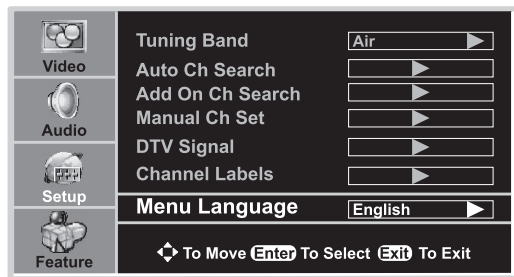 Video
Audio
Setup
Feature
Tuning Band Air
Auto Ch Search
Add On Ch Search
Manual Ch Set
DTV Signal
Channel Labels
Menu Language English
To Move Enter To Select Exit To Exit